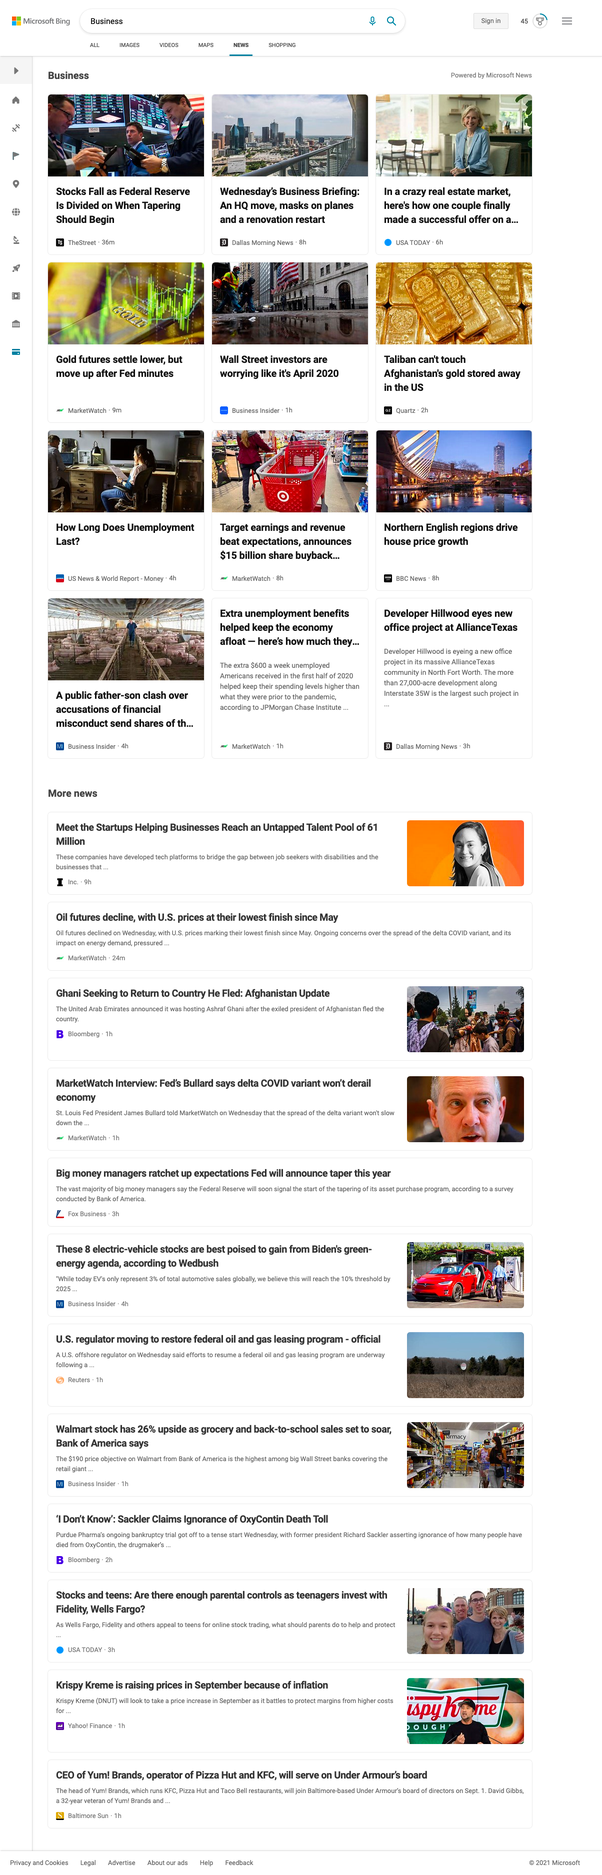 Microsoft Bing
Business
Sign in
45
ALL IMAGES VIDEOS MAPS NEWS SHOPPING
Business
Powered by Microsoft News
Stocks Fall as Federal Reserve
Is Divided on When Tapering
Should Begin
TheStreet · 36m
Wednesday's Business Briefing:
An HQ move, masks on planes
and a renovation restart
Dallas Morning News · 8h
In a crazy real estate market,
here's how one couple finally
made a successful offer on a...
USA TODAY · 6h
Gold futures settle lower, but
move up after Fed minutes
MarketWatch · 9m
Wall Street investors are
worrying like it's April 2020
Business Insider · 1h
Taliban can't touch
Afghanistan's gold stored away
in the US
Quartz · 2h
How Long Does Unemployment
Last?
US News & World Report - Money · 4h
Target earnings and revenue
beat expectations, announces
$15 billion share buyback...
MarketWatch · 8h
Northern English regions drive
house price growth
BBC News · 8h
A public father-son clash over
accusations of financial
misconduct send shares of th...
Business Insider · 4h
Extra unemployment benefits
helped keep the economy
afloat — here's how much they...
The extra $600 a week unemployed
Americans received in the first half of 2020
helped keep their spending levels higher than
what they were prior to the pandemic,
according to JPMorgan Chase Institute ...
MarketWatch · 1h
Developer Hillwood eyes new
office project at AllianceTexas
Developer Hillwood is eyeing a new office
project in its massive AllianceTexas
community in North Fort Worth. The more
than 27,000-acre development along
Interstate 35W is the largest such project in
...
Dallas Morning News · 3h
More news
Meet the Startups Helping Businesses Reach an Untapped Talent Pool of 61
Million
These companies have developed tech platforms to bridge the gap between job seekers with disabilities and the
businesses that ...
Inc. · 9h
Oil futures decline, with U.S. prices at their lowest finish since May
Oil futures declined on Wednesday, with U.S. prices marking their lowest finish since May. Ongoing concerns over the spread of the delta COVID variant, and its
impact on energy demand, pressured ...
MarketWatch · 24m
Ghani Seeking to Return to Country He Fled: Afghanistan Update
The United Arab Emirates announced it was hosting Ashraf Ghani after the exiled president of Afghanistan fled the
country.
Bloomberg · 1h
MarketWatch Interview: Fed's Bullard says delta COVID variant won't derail
economy
St. Louis Fed President James Bullard told MarketWatch on Wednesday that the spread of the delta variant won't slow
down the ...
MarketWatch · 1h
Big money managers ratchet up expectations Fed will announce taper this year
The vast majority of big money managers say the Federal Reserve will soon signal the start of the tapering of its asset purchase program, according to a survey
conducted by Bank of America.
Fox Business · 3h
These 8 electric-vehicle stocks are best poised to gain from Biden's green-
energy agenda, according to Wedbush
"While today EV's only represent 3% of total automotive sales globally, we believe this will reach the 10% threshold by
2025 ...
Business Insider · 4h
U.S. regulator moving to restore federal oil and gas leasing program - official
A U.S. offshore regulator on Wednesday said efforts to resume a federal oil and gas leasing program are underway
following a ...
Reuters · 1h
Walmart stock has 26% upside as grocery and back-to-school sales set to soar,
Bank of America says
The $190 price objective on Walmart from Bank of America is the highest among big Wall Street banks covering the
retail giant ...
Business Insider · 1h
'I Don't Know': Sackler Claims Ignorance of OxyContin Death Toll
Purdue Pharma's ongoing bankruptcy trial got off to a tense start Wednesday, with former president Richard Sackler asserting ignorance of how many people have
died from OxyContin, the drugmaker's ...
Bloomberg · 2h
Stocks and teens: Are there enough parental controls as teenagers invest with
Fidelity, Wells Fargo?
As Wells Fargo, Fidelity and others appeal to teens for online stock trading, what should parents do to help and protect
...
USA TODAY · 3h
Krispy Kreme is raising prices in September because of inflation
Krispy Kreme (DNUT) will look to take a price increase in September as it battles to protect margins from higher costs
for ...
Yahoo! Finance · 1h
CEO of Yum! Brands, operator of Pizza Hut and KFC, will serve on Under Armour's board
The head of Yum! Brands, which runs KFC, Pizza Hut and Taco Bell restaurants, will join Baltimore-based Under Armour's board of directors on Sept. 1. David Gibbs,
a 32-year veteran of Yum! Brands and ...
Baltimore Sun · 1h
Privacy and Cookies Legal Advertise About our ads Help Feedback
© 2021 Microsoft